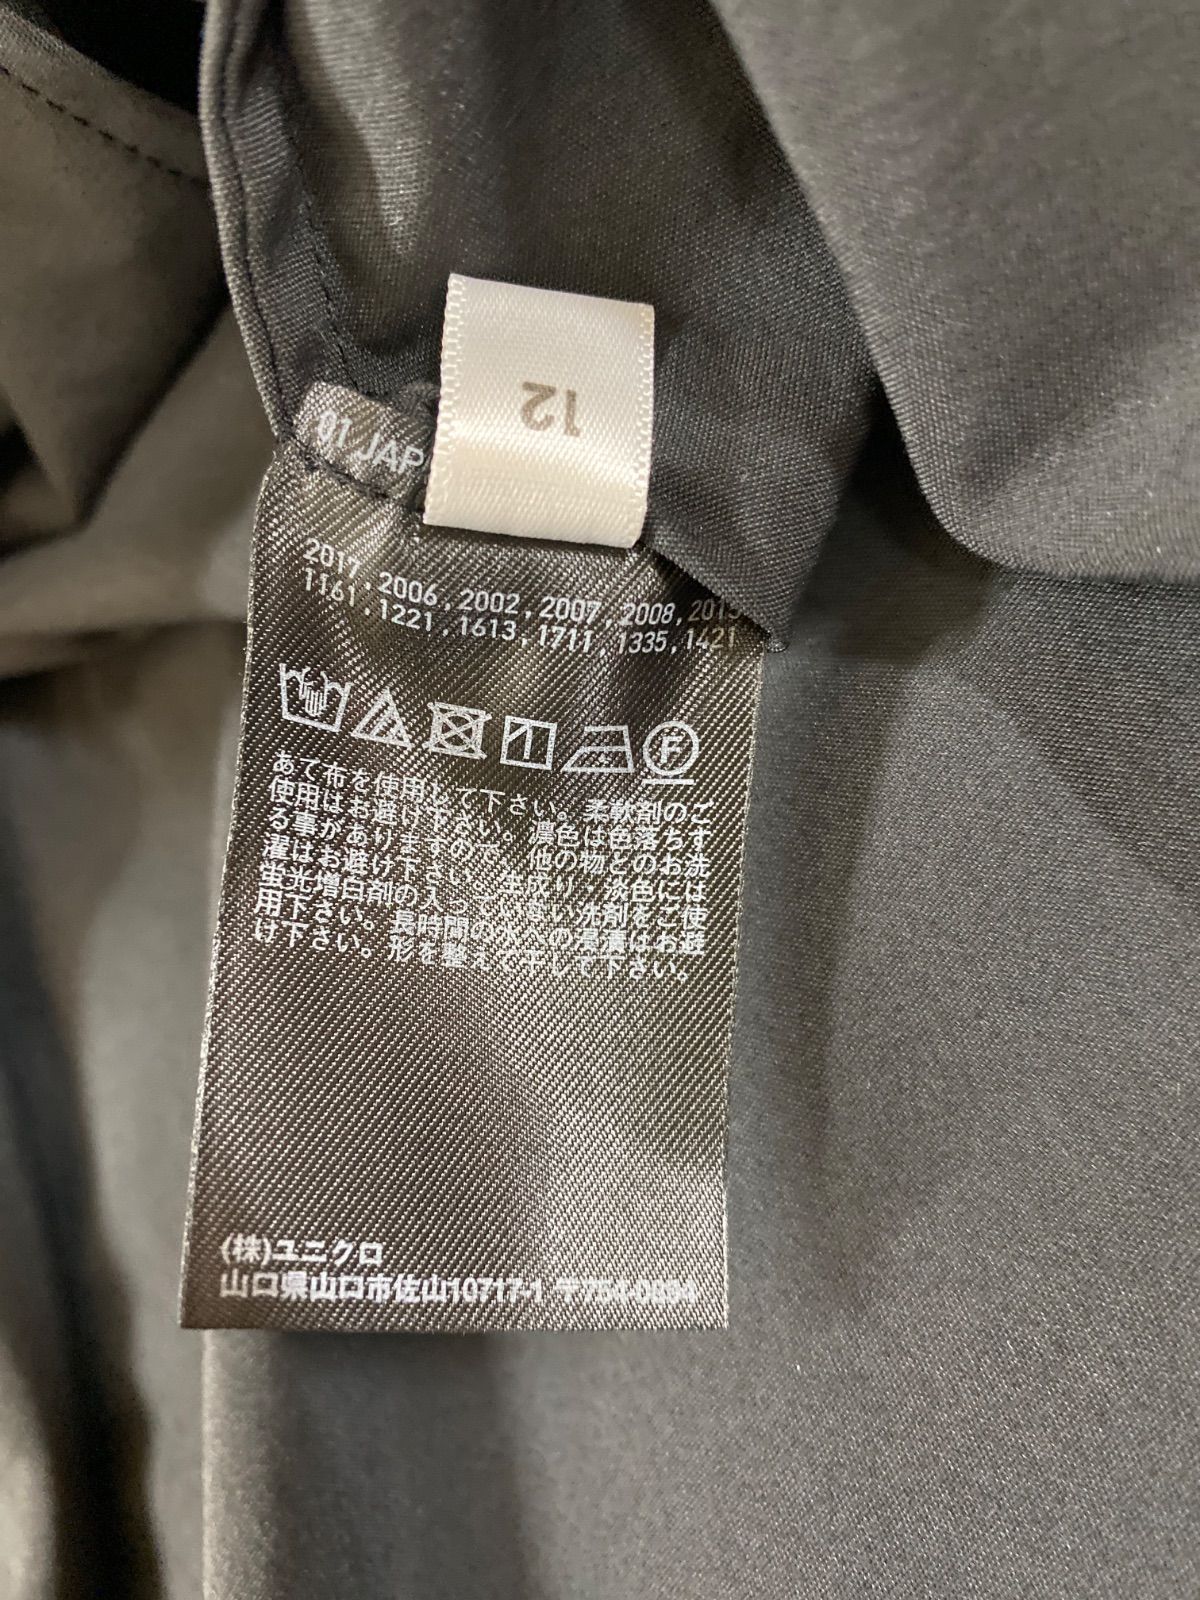 12
01 JAP
2017, 2006, 2002, 2007, 2008, 2015
1161, 1221, 1613, 1711, 1335, 1421
F
あて布を使用して下さい。柔軟剤のご
使用はお避け下さい。濃色は色落ちす
る事がありますので、他の物とのお洗
濯はお避け下さい。生成り・淡色には
蛍光増白剤の入っていない洗剤をご使
用下さい。長時間の水への浸漬はお避
け下さい。形を整えて干して下さい。
(株)ユニクロ
山口県山口市佐山10717-1 〒754-0894